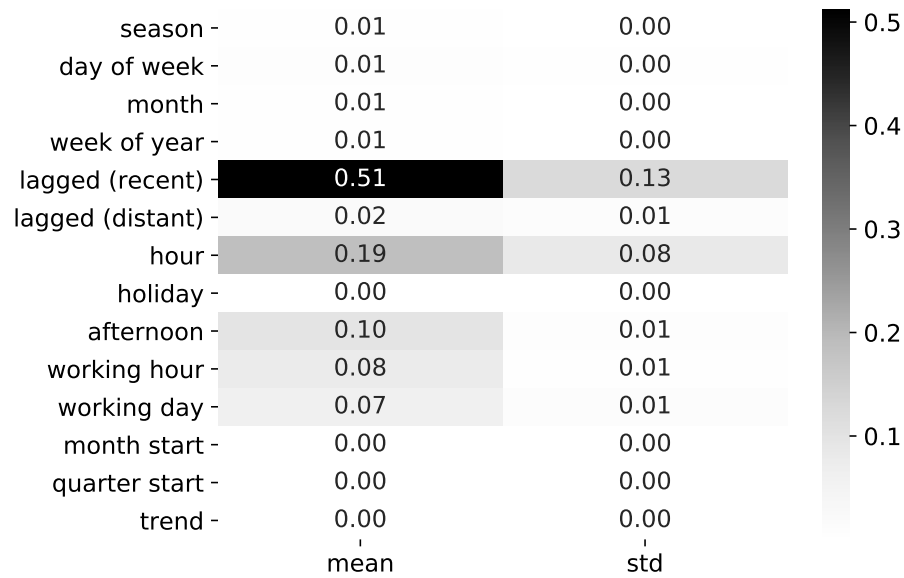 season 0.01 0.00
day of week 0.01 0.00
month 0.01 0.00
week of year 0.01 0.00
lagged (recent) 0.51 0.13
lagged (distant) 0.02 0.01
hour 0.19 0.08
holiday 0.00 0.00
afternoon 0.10 0.01
working hour 0.08 0.01
working day 0.07 0.01
month start 0.00 0.00
quarter start 0.00 0.00
trend 0.00 0.00
mean std
0.5
0.4
0.3
0.2
0.1